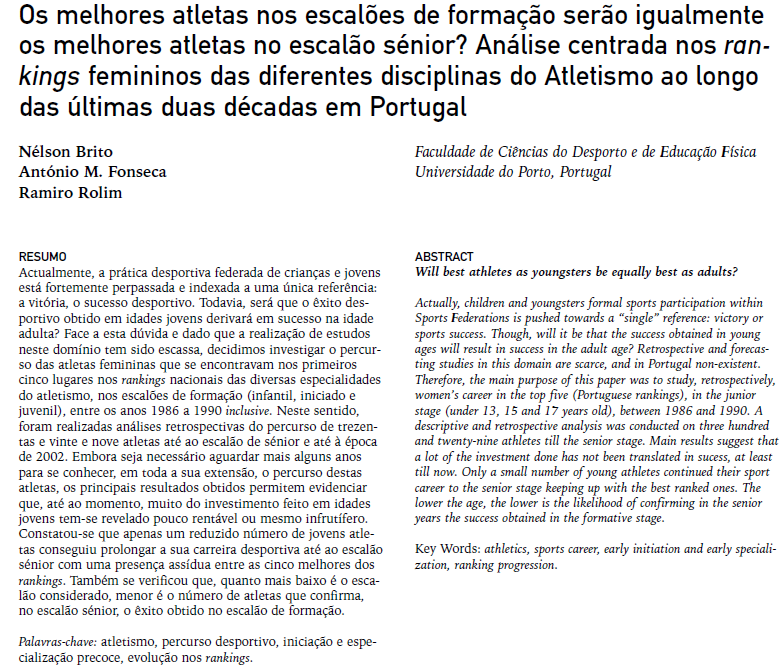 Os melhores atletas nos escalões de formação serão igualmente
os melhores atletas no escalão sénior? Análise centrada nos ran-
kings femininos das diferentes disciplinas do Atletismo ao longo
das últimas duas décadas em Portugal
Nélson Brito
António M. Fonseca
Ramiro Rolim
Faculdade de Ciências do Desporto e de Educação Física
Universidade do Porto, Portugal
RESUMO
Actualmente, a prática desportiva federada de crianças e jovens
está fortemente perpassada e indexada a uma única referência:
a vitória, o sucesso desportivo. Todavia, será que o êxito des-
portivo obtido em idades jovens derivará em sucesso na idade
adulta? Face a esta dúvida e dado que a realização de estudos
neste domínio tem sido escassa, decidimos investigar o percur-
so das atletas femininas que se encontravam nos primeiros
cinco lugares nos rankings nacionais das diversas especialidades
do atletismo, nos escalões de formação (infantil, iniciado e
juvenil), entre os anos 1986 a 1990 inclusive. Neste sentido,
foram realizadas análises retrospectivas do percurso de trezen-
tas e vinte e nove atletas até ao escalão de sénior e até à época
de 2002. Embora seja necessário aguardar mais alguns anos
para se conhecer, em toda a sua extensão, o percurso destas
atletas, os principais resultados obtidos permitem evidenciar
que, até ao momento, muito do investimento feito em idades
jovens tem-se revelado pouco rentável ou mesmo infrutífero.
Constatou-se que apenas um reduzido número de jovens atle-
tas conseguiu prolongar a sua carreira desportiva até ao escalão
sénior com uma presença assídua entre as cinco melhores dos
rankings. Também se verificou que, quanto mais baixo é o esca-
lão considerado, menor é o número de atletas que confirma,
no escalão sénior, o êxito obtido no escalão de formação.
Palavras-chave: atletismo, percurso desportivo, iniciação e espe-
cialização precoce, evolução nos rankings.
ABSTRACT
Will best athletes as youngsters be equally best as adults?
Actually, children and youngsters formal sports participation within
Sports Federations is pushed towards a “single” reference: victory or
sports success. Though, will it be that the success obtained in young
ages will result in success in the adult age? Retrospective and forecas-
ting studies in this domain are scarce, and in Portugal non-existent.
Therefore, the main purpose of this paper was to study, retrospectively,
women’s career in the top five (Portuguese rankings), in the junior
stage (under 13, 15 and 17 years old), between 1986 and 1990. A
descriptive and retrospective analysis was conducted on three hundred
and twenty-nine athletes till the senior stage. Main results suggest that
a lot of the investment done has not been translated in sucess, at least
till now. Only a small number of young athletes continued their sport
career to the senior stage keeping up with the best ranked ones. The
lower the age, the lower is the likelihood of confirming in the senior
years the success obtained in the formative stage.
Key Words: athletics, sports career, early initiation and early speciali-
zation, ranking progression.